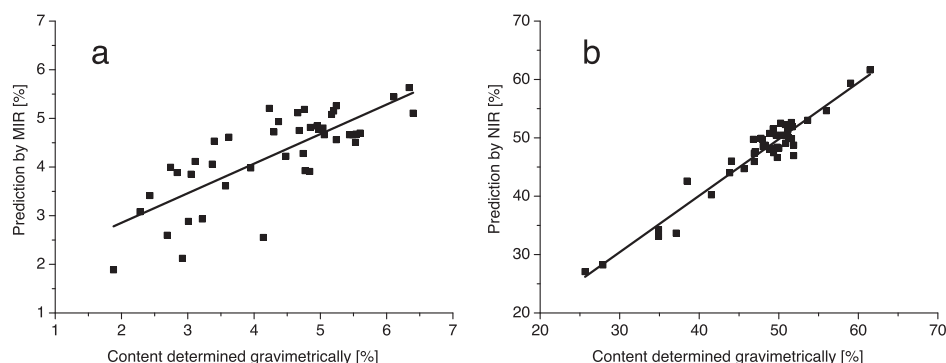 a
7
6
5
4
3
2
1
Prediction by MIR [%]
1 2 3 4 5 6 7
Content determined gravimetrically [%]
b
70
60
50
40
30
20
Prediction by NIR [%]
20 30 40 50 60 70
Content determined gravimetrically [%]